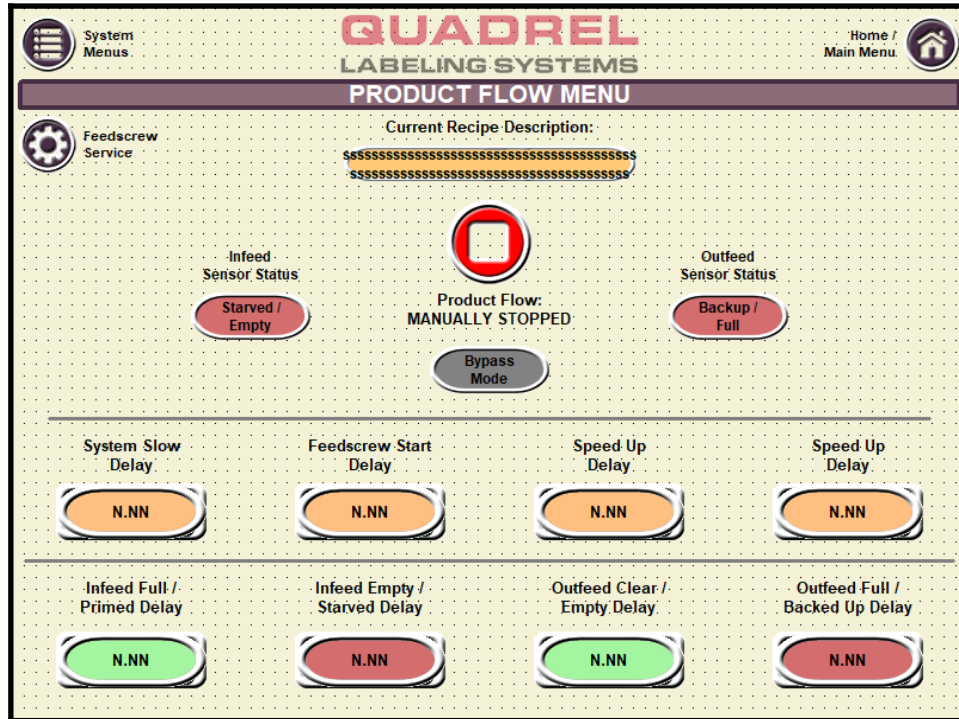 System
Menus
QUADREL
LABELING SYSTEMS
Home /
Main Menu
PRODUCT FLOW MENU
Feedscrew
Service
Current Recipe Description:
$$$$$$$$$$$$$$$$$$$$$$$$$$$$$$$$$$$$$$$$
$$$$$$$$$$$$$$$$$$$$$$$$$$$$$$$$$$$$$$
Infeed
Sensor Status
Starved /
Empty
Product Flow:
MANUALLY STOPPED
Outfeed
Sensor Status
Backup /
Full
Bypass
Mode
System Slow
Delay
N.NN
Feedscrew Start
Delay
N.NN
Speed Up
Delay
N.NN
Speed Up
Delay
N.NN
Infeed Full /
Primed Delay
N.NN
Infeed Empty /
Starved Delay
N.NN
Outfeed Clear /
Empty Delay
N.NN
Outfeed Full /
Backed Up Delay
N.NN